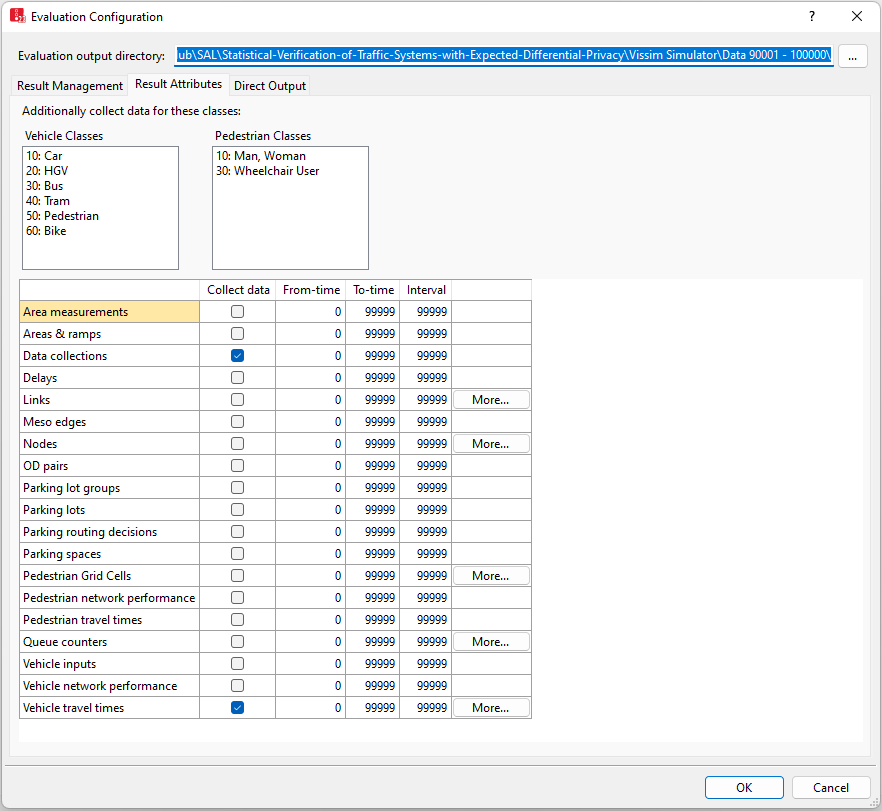 Evaluation Configuration
?
Evaluation output directory: ub\SAL\Statistical-Verification-of-Traffic-Systems-with-Expected-Differential-Privacy\Vissim Simulator\Data 90001 - 100000\ ...
Result Management Result Attributes Direct Output
Additionally collect data for these classes:
Vehicle Classes
10: Car
20: HGV
30: Bus
40: Tram
50: Pedestrian
60: Bike
Pedestrian Classes
10: Man, Woman
30: Wheelchair User
Collect data From-time To-time Interval
Area measurements 0 99999 99999
Areas & ramps 0 99999 99999
Data collections 0 99999 99999
Delays 0 99999 99999
Links 0 99999 99999 More...
Meso edges 0 99999 99999
Nodes 0 99999 99999 More...
OD pairs 0 99999 99999
Parking lot groups 0 99999 99999
Parking lots 0 99999 99999
Parking routing decisions 0 99999 99999
Parking spaces 0 99999 99999
Pedestrian Grid Cells 0 99999 99999 More...
Pedestrian network performance 0 99999 99999
Pedestrian travel times 0 99999 99999
Queue counters 0 99999 99999 More...
Vehicle inputs 0 99999 99999
Vehicle network performance 0 99999 99999
Vehicle travel times 0 99999 99999 More...
OK Cancel